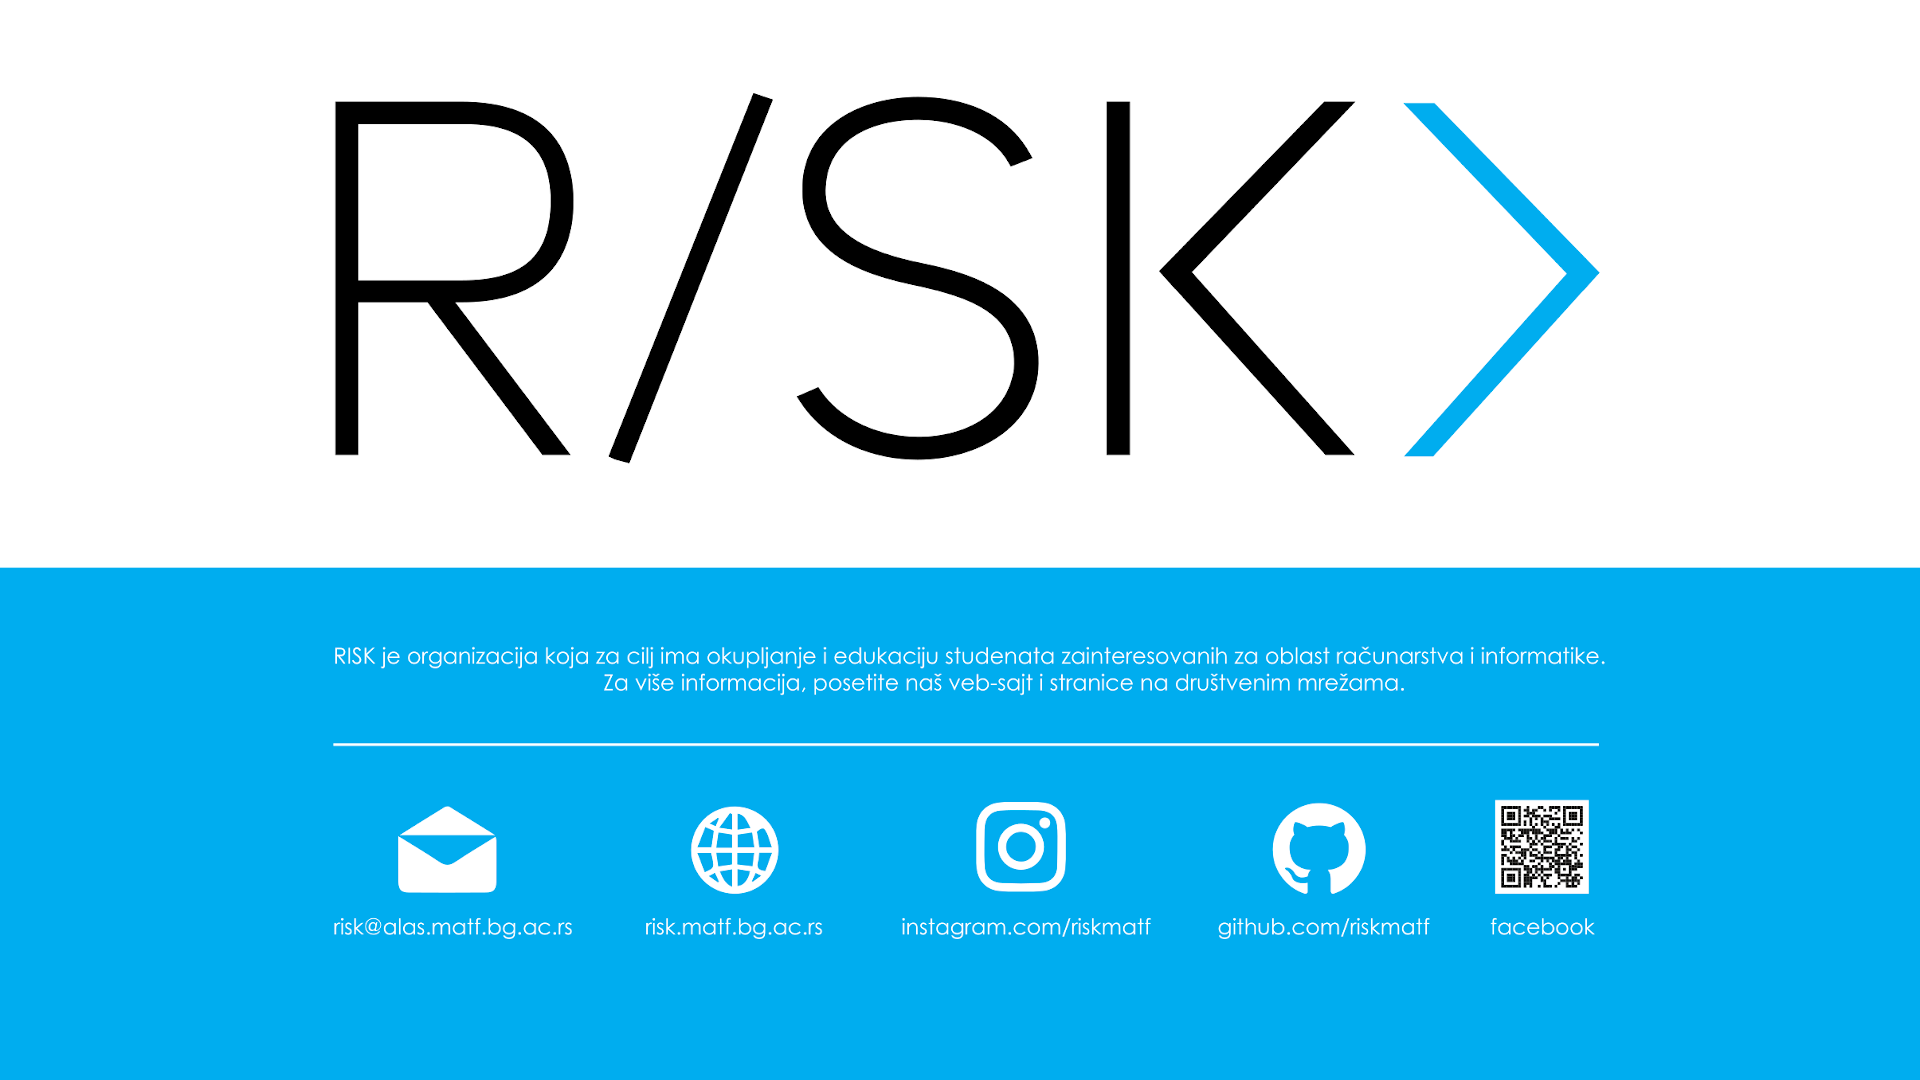 R/SK>
RISK je organizacija koja za cilj ima okupljanje i edukaciju studenata zainteresovanih za oblast računarstva i informatike.
Za više informacija, posetite naš veb-sajt i stranice na društvenim mrežama.
risk@alas.matf.bg.ac.rs
risk.matf.bg.ac.rs
instagram.com/riskmatf
github.com/riskmatf
facebook